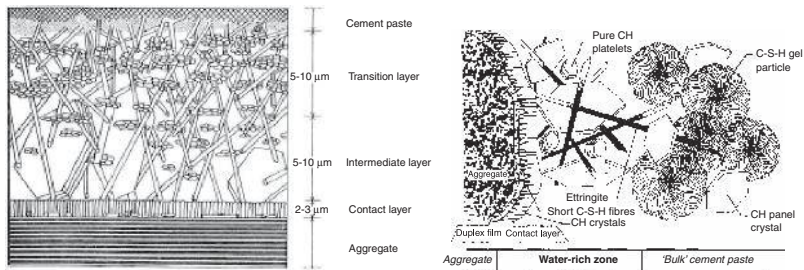 Cement paste
5-10 μm
Transition layer
5-10 μm
Intermediate layer
2-3 μm
Contact layer
Aggregate
Pure CH
platelets
C-S-H gel
particle
Aggregate
Ettringite
Short C-S-H fibres
CH crystals
CH panel
crystal
Duplex film
Contact layer
Aggregate
Water-rich zone
'Bulk' cement paste